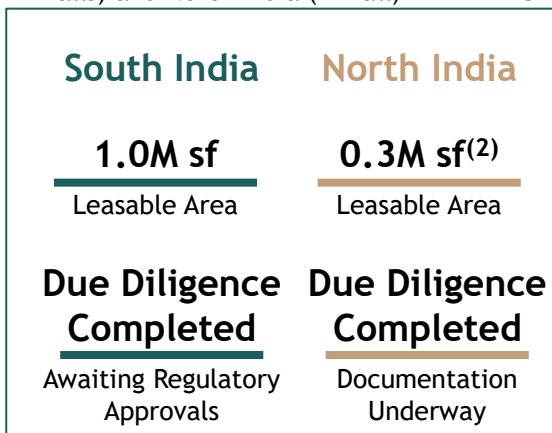 South India
North India
1.0M sf
0.3M sf(2)
Leasable Area
Leasable Area
Due Diligence
Completed
Due Diligence
Completed
Awaiting Regulatory
Approvals
Documentation
Underway